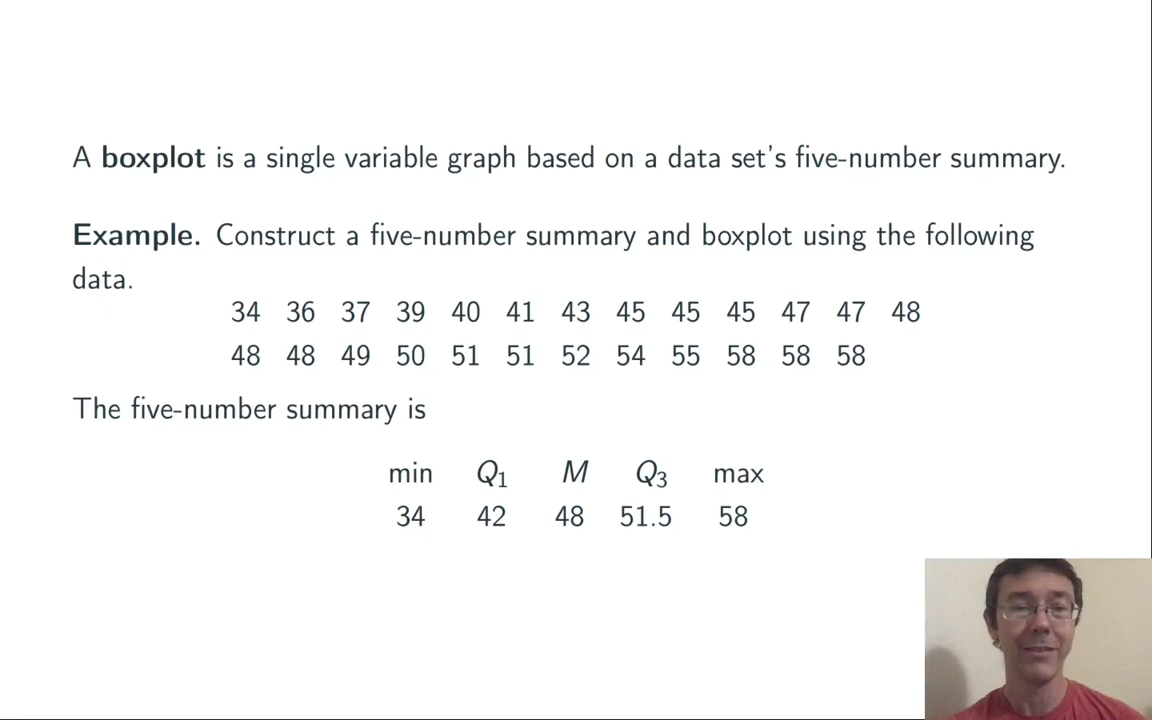 A boxplot is a single variable graph based on a data set's five-number summary.
Example. Construct a five-number summary and boxplot using the following
data.
34 36 37 39 40 41 43 45 45 45 47 47 48
48 48 49 50 51 51 52 54 55 58 58 58
The five-number summary is
min Q₁ M Q₃ max
34 42 48 51.5 58